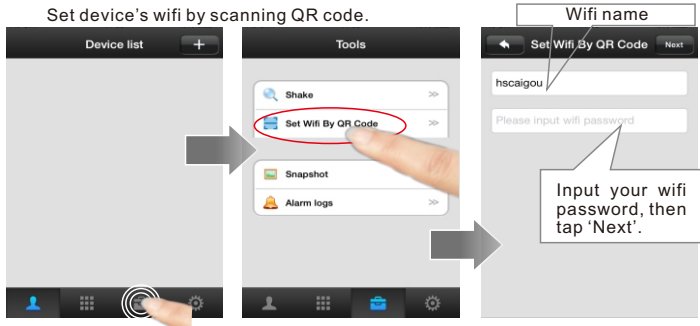 Set device's wifi by scanning QR code.
Wifi name
Device list
+
Tools
Set Wifi By QR Code
Next
Shake
>>
Set Wifi By QR Code
>>
Snapshot
Alarm logs
>>
hscaigou
Please input wifi password
Input your wifi
password, then
tap ‘Next’.